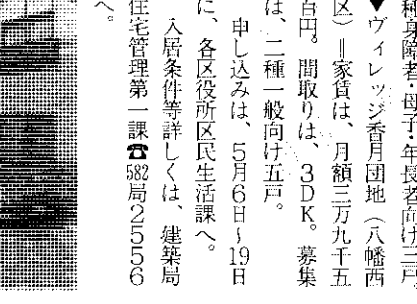 種身障者・母子・年長者向け三戸
▼ヴィレッジ香月団地（八幡西
区）＝家賃は、月額三万九千五
百円。間取りは、3DK。募集
は、二種一般向け五戸。
申し込みは、5月6日〜19日
に、各区役所区民生活課へ。
入居条件等詳しくは、建築局
住宅管理第一課☎582局2556
へ。